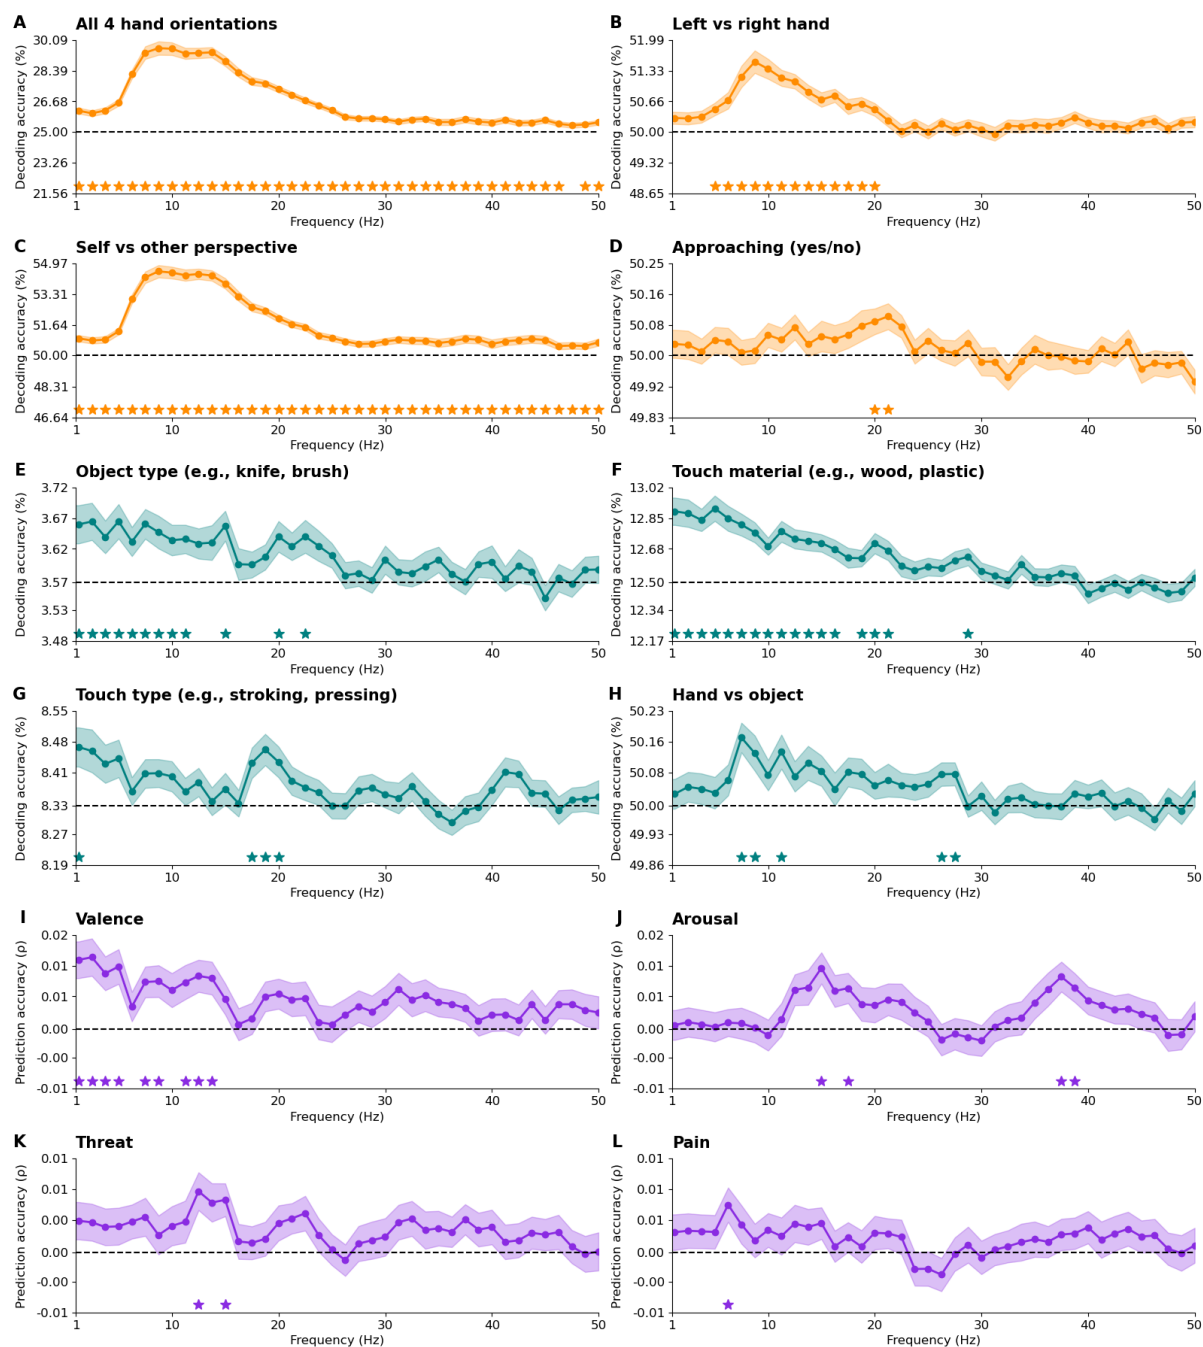 A All 4 hand orientations
Decoding accuracy (%)
30.09
28.39
26.68
25.00
23.26
21.56
1 10 20 30 40 50
Frequency (Hz)
B Left vs right hand
Decoding accuracy (%)
51.99
51.33
50.66
50.00
49.32
48.65
1 10 20 30 40 50
Frequency (Hz)
C Self vs other perspective
Decoding accuracy (%)
54.97
53.31
51.64
50.00
48.31
46.64
1 10 20 30 40 50
Frequency (Hz)
D Approaching (yes/no)
Decoding accuracy (%)
50.25
50.16
50.08
50.00
49.92
49.83
1 10 20 30 40 50
Frequency (Hz)
E Object type (e.g., knife, brush)
Decoding accuracy (%)
3.72
3.67
3.62
3.57
3.53
3.48
1 10 20 30 40 50
Frequency (Hz)
F Touch material (e.g., wood, plastic)
Decoding accuracy (%)
13.02
12.85
12.68
12.50
12.34
12.17
1 10 20 30 40 50
Frequency (Hz)
G Touch type (e.g., stroking, pressing)
Decoding accuracy (%)
8.55
8.48
8.41
8.33
8.27
8.19
1 10 20 30 40 50
Frequency (Hz)
H Hand vs object
Decoding accuracy (%)
50.23
50.16
50.08
50.00
49.93
49.86
1 10 20 30 40 50
Frequency (Hz)
I Valence
Prediction accuracy (ρ)
0.02
0.01
0.01
0.00
-0.00
-0.01
1 10 20 30 40 50
Frequency (Hz)
J Arousal
Prediction accuracy (ρ)
0.02
0.01
0.01
0.00
-0.00
-0.01
1 10 20 30 40 50
Frequency (Hz)
K Threat
Prediction accuracy (ρ)
0.01
0.01
0.00
0.00
-0.00
-0.01
1 10 20 30 40 50
Frequency (Hz)
L Pain
Prediction accuracy (ρ)
0.01
0.01
0.01
0.00
-0.00
-0.01
1 10 20 30 40 50
Frequency (Hz)